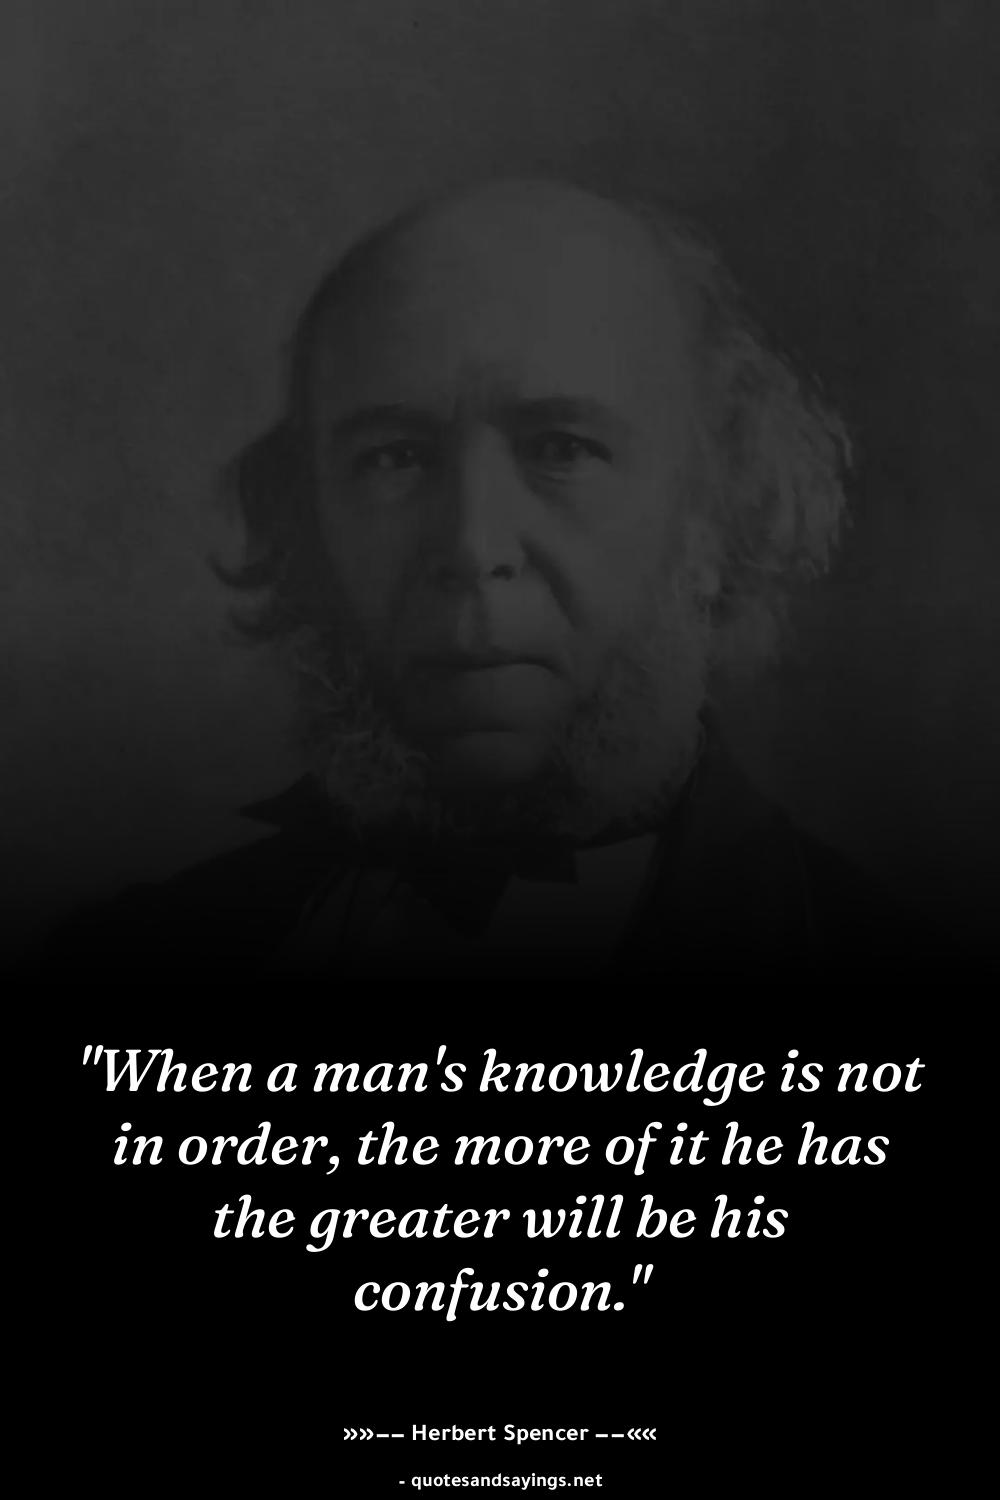 "When a man's knowledge is not
in order, the more of it he has
the greater will be his
confusion."
»»−− Herbert Spencer −−««
- quotesandsayings.net